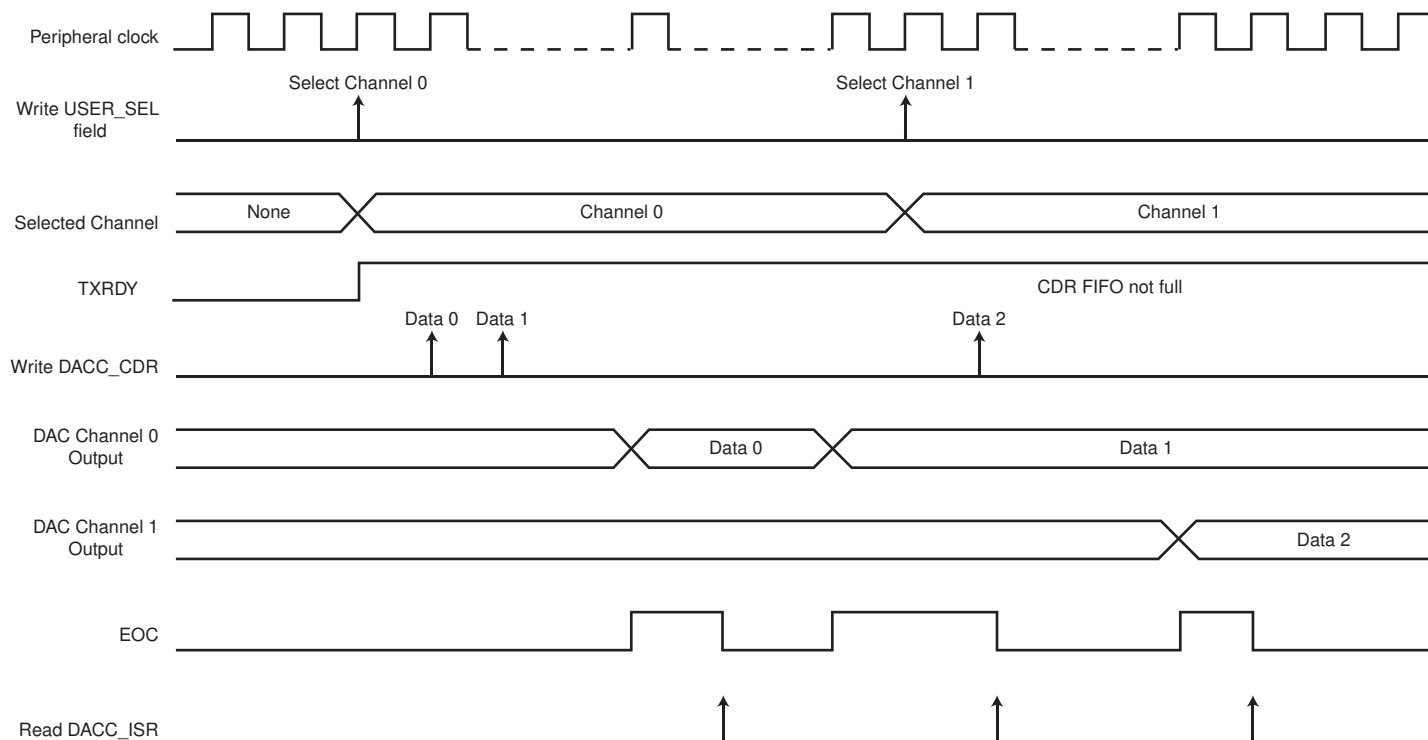 Peripheral clock
Select Channel 0
Select Channel 1
Write USER_SEL
field
None
Channel 0
Channel 1
Selected Channel
TXRDY
CDR FIFO not full
Data 0
Data 1
Data 2
Write DACC_CDR
DAC Channel 0
Output
Data 0
Data 1
DAC Channel 1
Output
Data 2
EOC
Read DACC_ISR